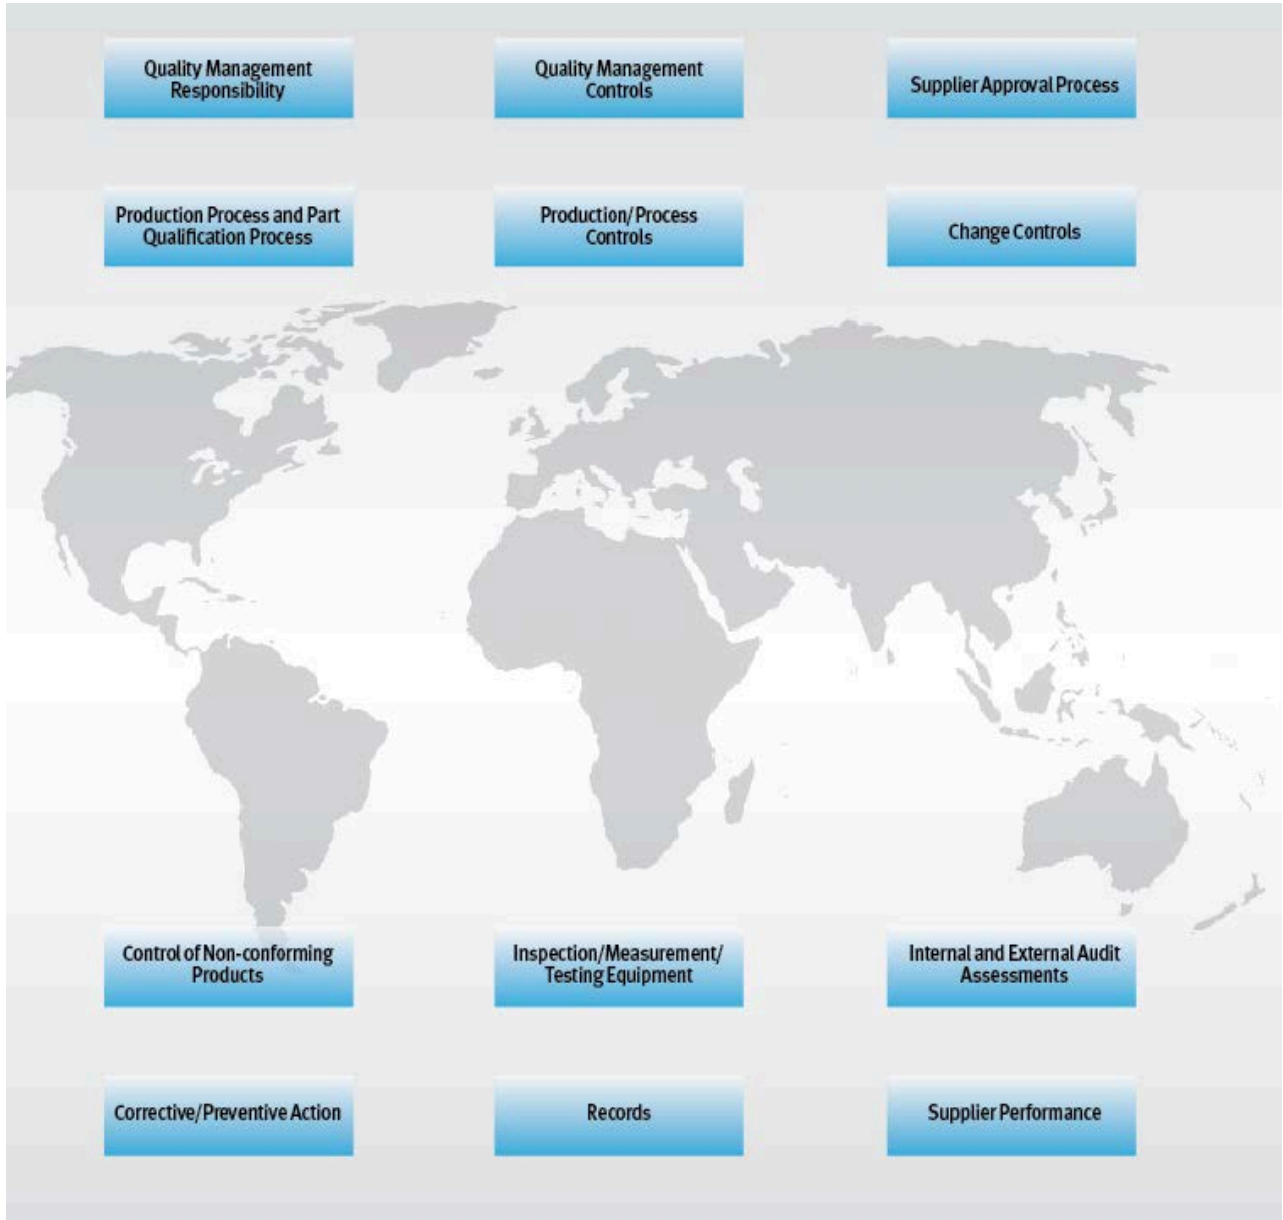 Quality Management
Responsibility
Quality Management
Controls
Supplier Approval Process
Production Process and Part
Qualification Process
Production/Process
Controls
Change Controls
Control of Non-conforming
Products
Inspection/Measurement/
Testing Equipment
Internal and External Audit
Assessments
Corrective/Preventive Action
Records
Supplier Performance